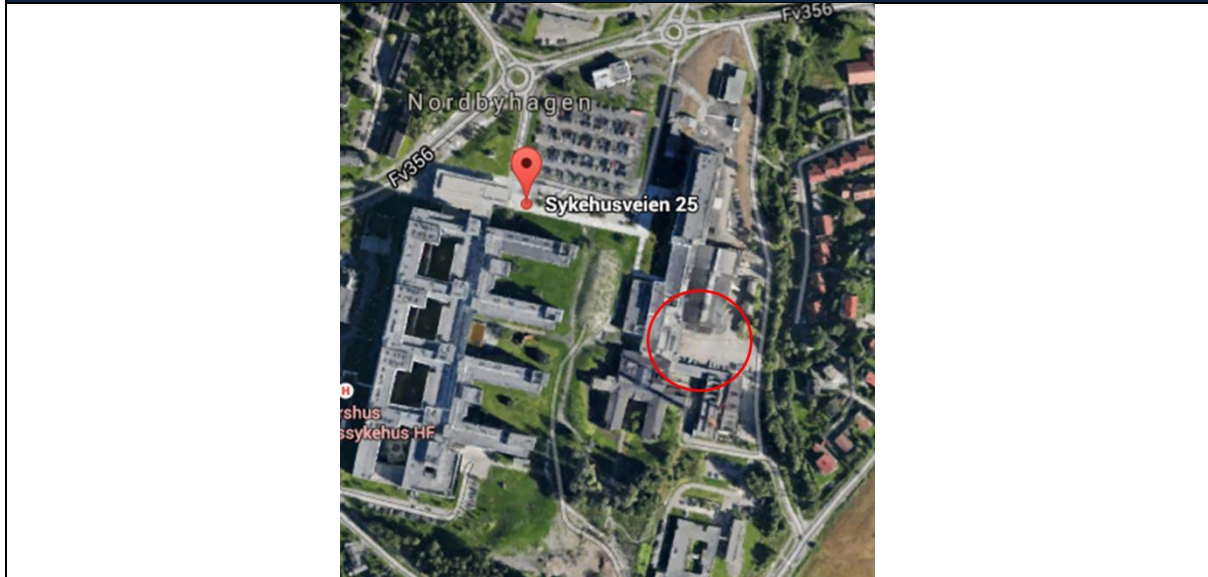 Fv356
Nordbyhagen
Fv356
Sykehusveien 25
H
rshus
ssykehus HF